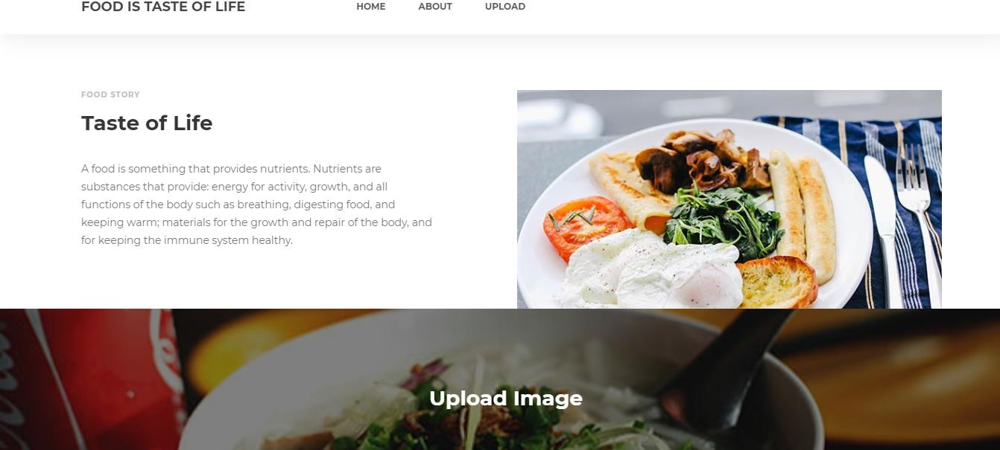 FOOD IS TASTE OF LIFE
HOME ABOUT UPLOAD
FOOD STORY
Taste of Life
A food is something that provides nutrients. Nutrients are
substances that provide: energy for activity, growth, and all
functions of the body such as breathing, digesting food, and
keeping warm; materials for the growth and repair of the body, and
for keeping the immune system healthy.
Upload Image